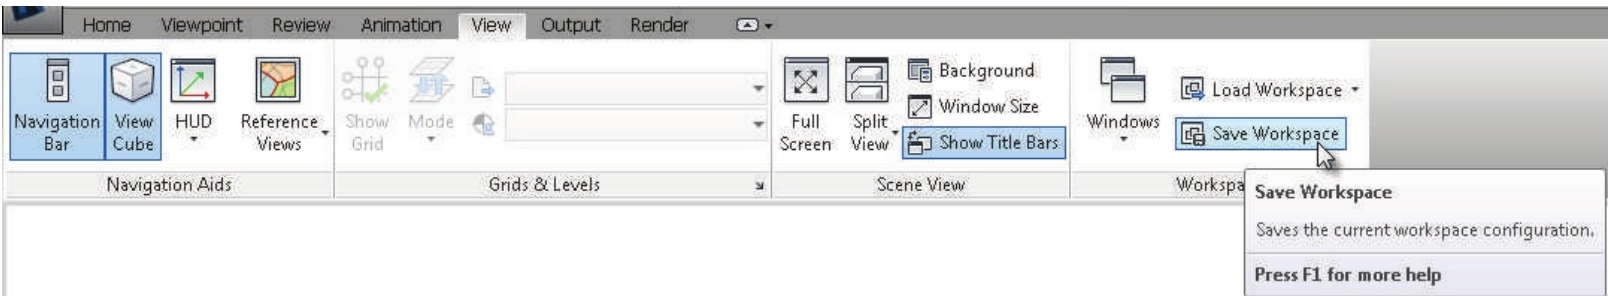 Home Viewpoint Review Animation View Output Render
Navigation Bar
View Cube
HUD
Reference Views
Show Grid
Mode
Full Screen
Split View
Background
Window Size
Show Title Bars
Windows
Load Workspace
Save Workspace
Navigation Aids
Grids & Levels
Scene View
Workspa
Save Workspace
Saves the current workspace configuration.
Press F1 for more help